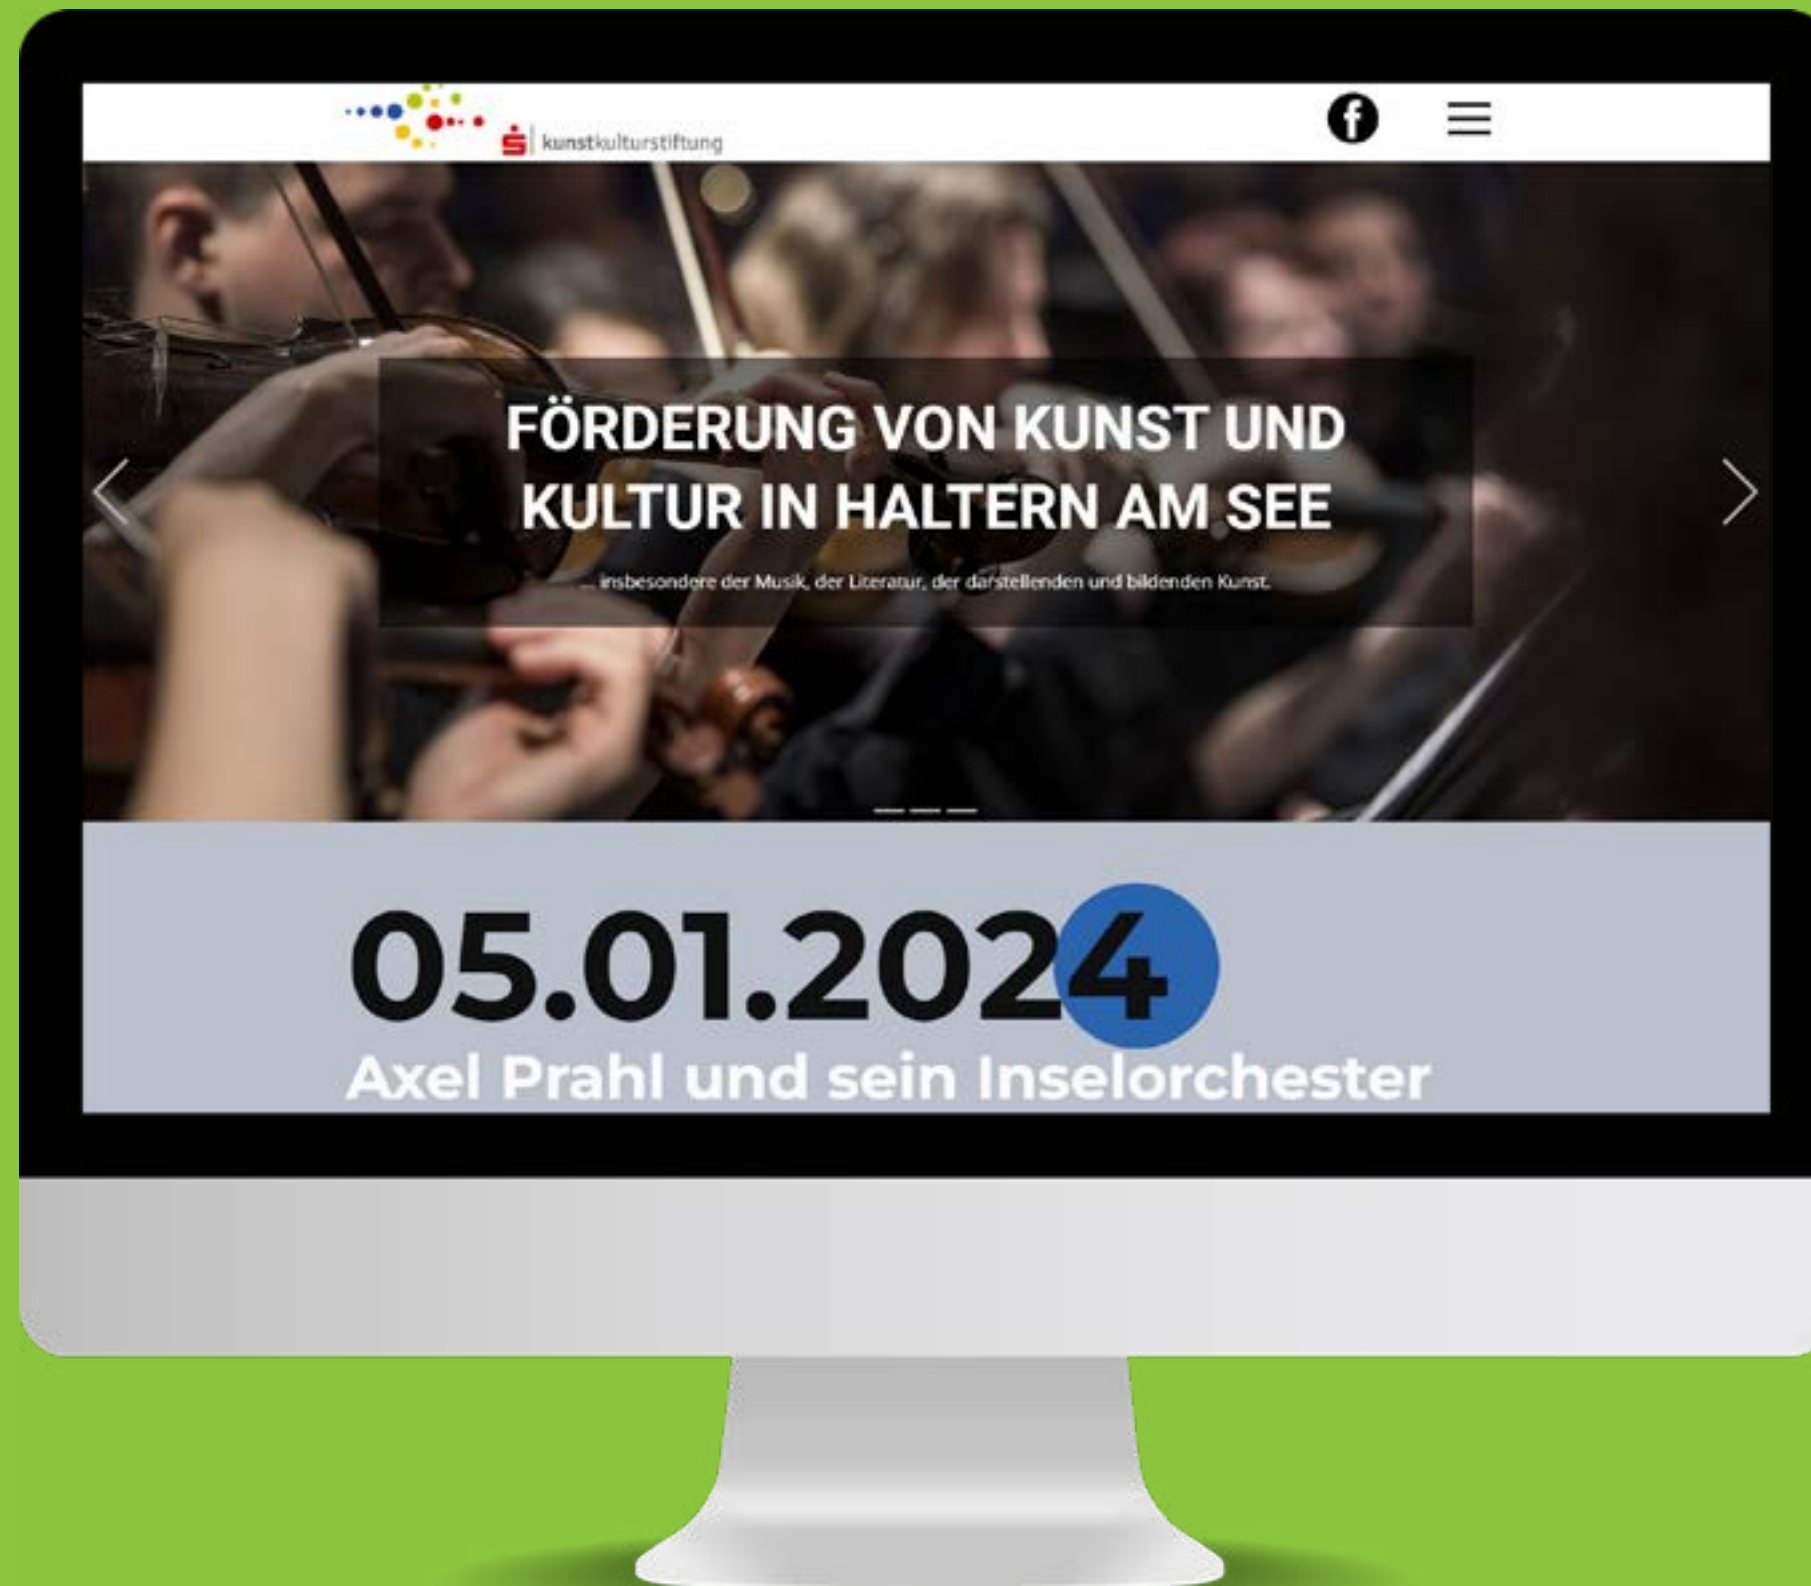 kunstkulturstiftung
FÖRDERUNG VON KUNST UND
KULTUR IN HALTERN AM SEE
... insbesondere der Musik, der Literatur, der darstellenden und bildenden Kunst.
05.01.2024
Axel Prahl und sein Inselorchester